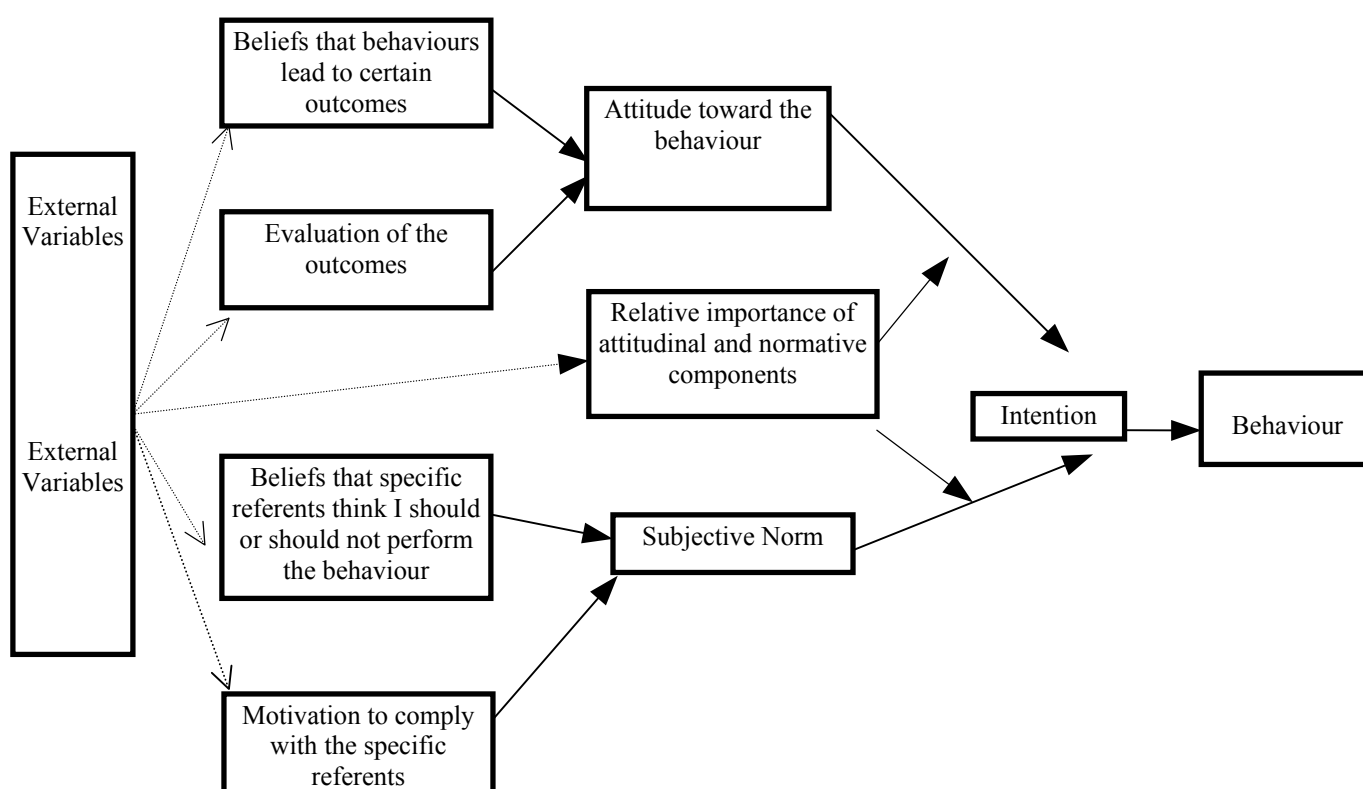 External
Variables
External
Variables
Beliefs that behaviours
lead to certain
outcomes
Evaluation of the
outcomes
Beliefs that specific
referents think I should
or should not perform
the behaviour
Motivation to comply
with the specific
referents
Attitude toward the
behaviour
Relative importance of
attitudinal and normative
components
Subjective Norm
Intention
Behaviour